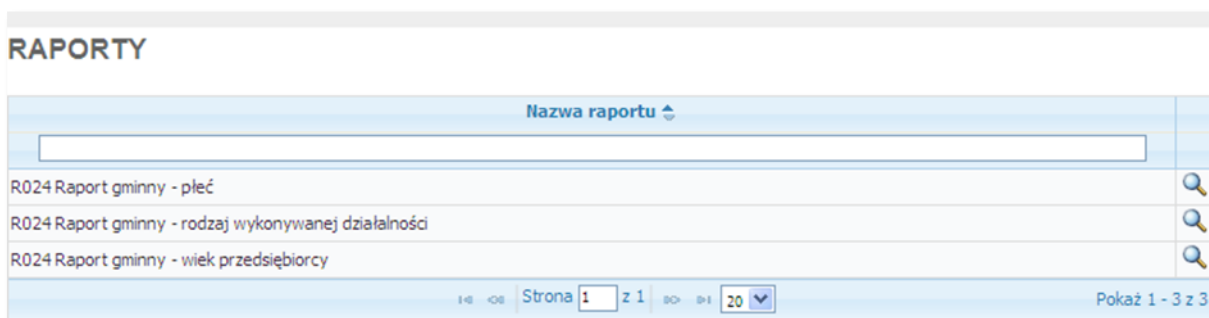 RAPORTY
Nazwa raportu
R024 Raport gminny - płeć
R024 Raport gminny - rodzaj wykonywanej działalności
R024 Raport gminny - wiek przedsiębiorcy
Strona 1 z 1 20 Pokaż 1 - 3 z 3